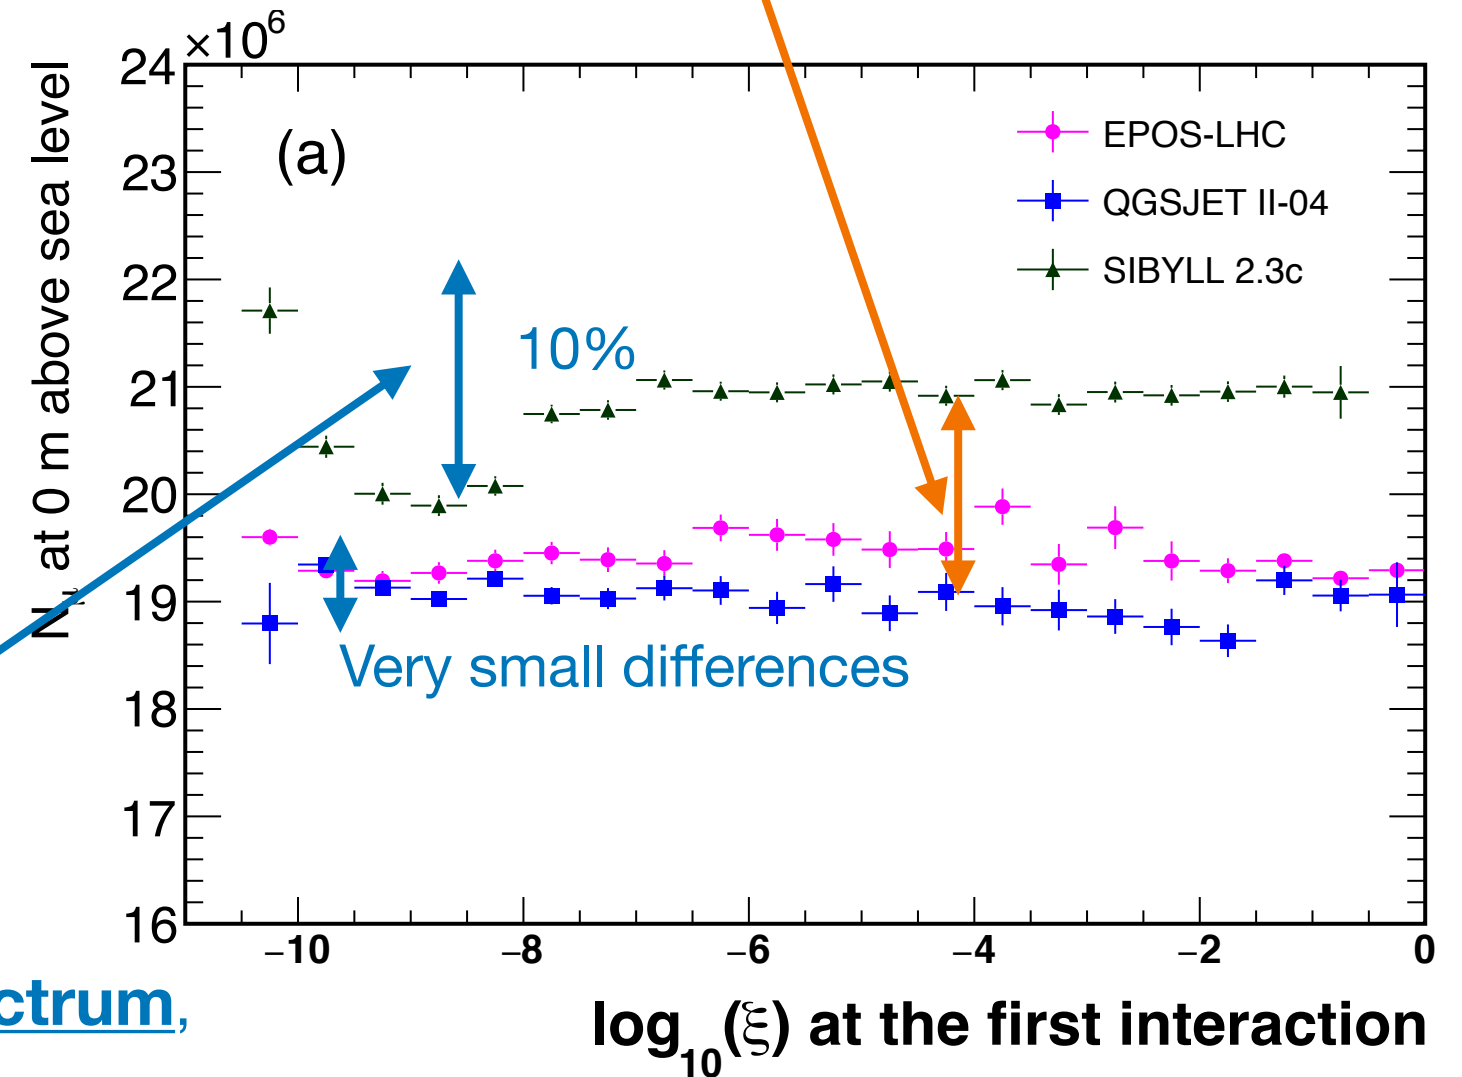 ×10⁶
24
23
22
21
20
19
18
17
16
N_μ at 0 m above sea level
(a)
EPOS-LHC
QGSJET II-04
SIBYLL 2.3c
10%
Very small differences
−10
−8
−6
−4
−2
0
log₁₀(ξ) at the first interaction
ctrum,